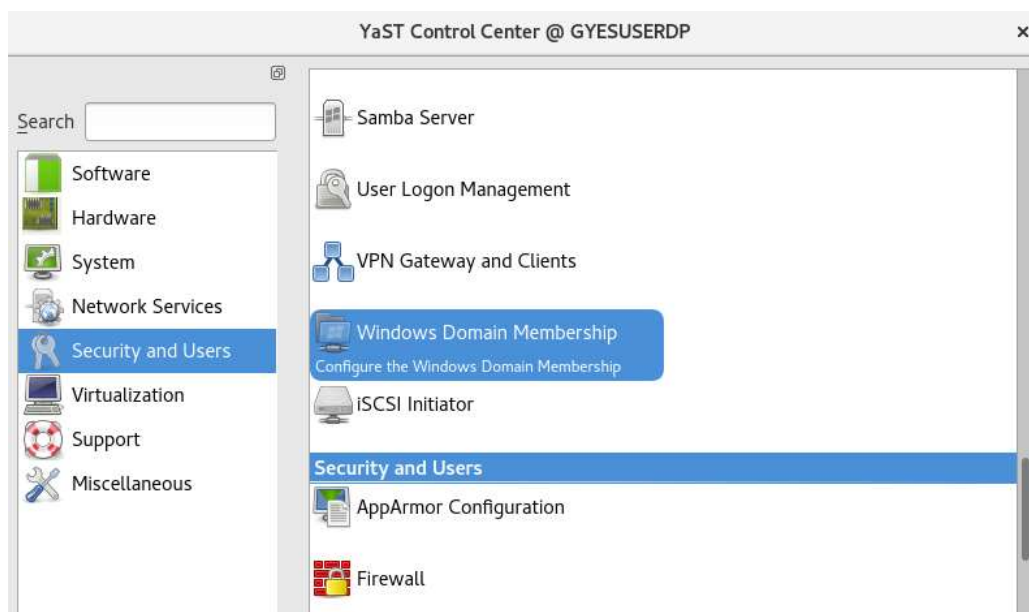 YaST Control Center @ GYESUSERDP
Search
Software
Hardware
System
Network Services
Security and Users
Virtualization
Support
Miscellaneous
Samba Server
User Logon Management
VPN Gateway and Clients
Windows Domain Membership
Configure the Windows Domain Membership
iSCSI Initiator
Security and Users
AppArmor Configuration
Firewall